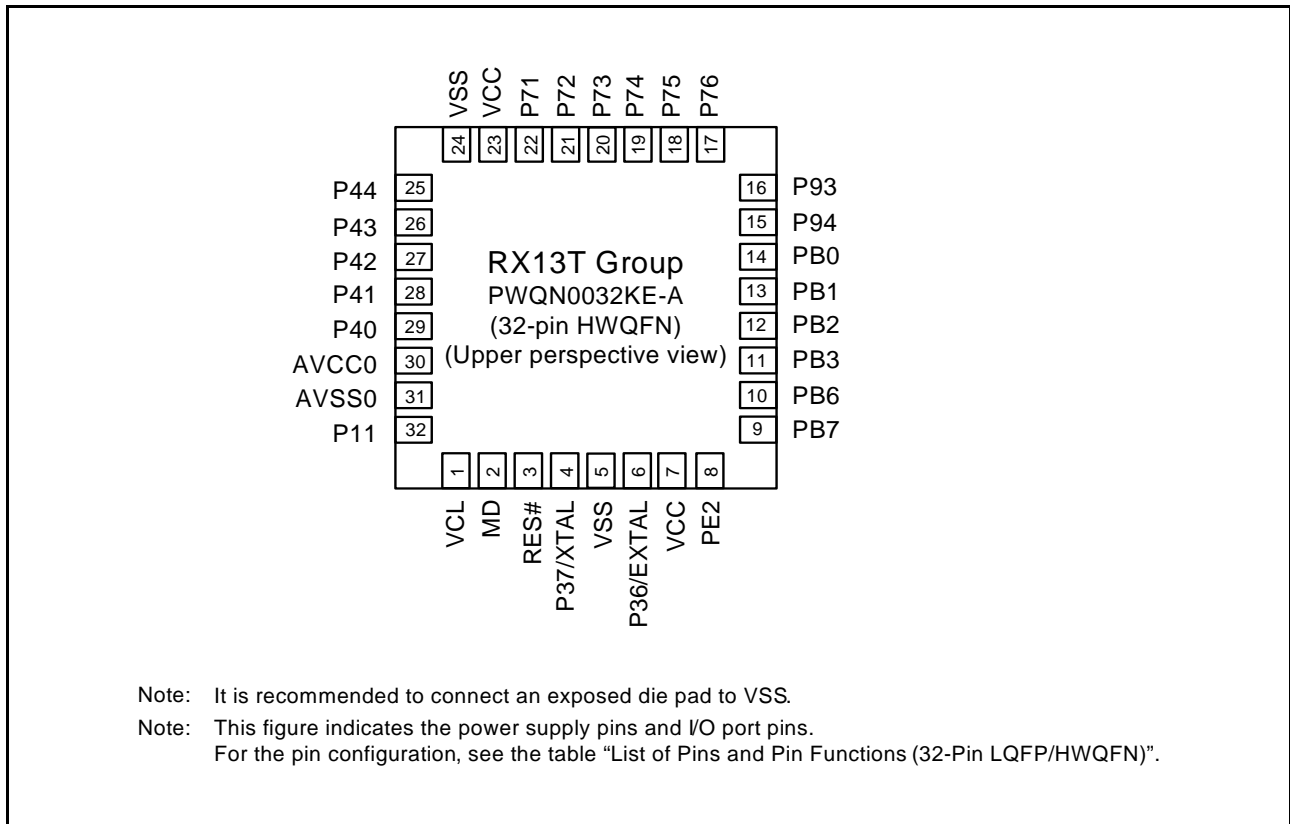 VSS
VCC
P71
P72
P73
P74
P75
P76
24
23
22
21
20
19
18
17
P44 25
P43 26
P42 27
P41 28
P40 29
AVCC0 30
AVSS0 31
P11 32
RX13T Group
PWQN0032KE-A
(32-pin HWQFN)
(Upper perspective view)
16 P93
15 P94
14 PB0
13 PB1
12 PB2
11 PB3
10 PB6
9 PB7
1
2
3
4
5
6
7
8
VCL
MD
RES#
P37/XTAL
VSS
P36/EXTAL
VCC
PE2
Note: It is recommended to connect an exposed die pad to VSS.
Note: This figure indicates the power supply pins and I/O port pins.
For the pin configuration, see the table “List of Pins and Pin Functions (32-Pin LQFP/HWQFN)”.